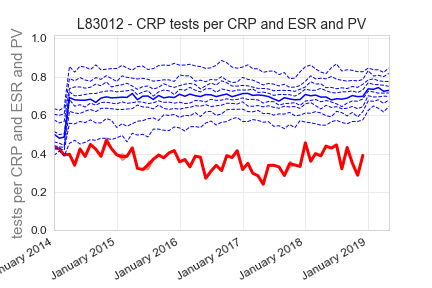 L83012 - CRP tests per CRP and ESR and PV
tests per CRP and ESR and PV
1.0
0.8
0.6
0.4
0.2
0.0
nuary 2014
January 2015
January 2016
January 2017
January 2018
January 2019